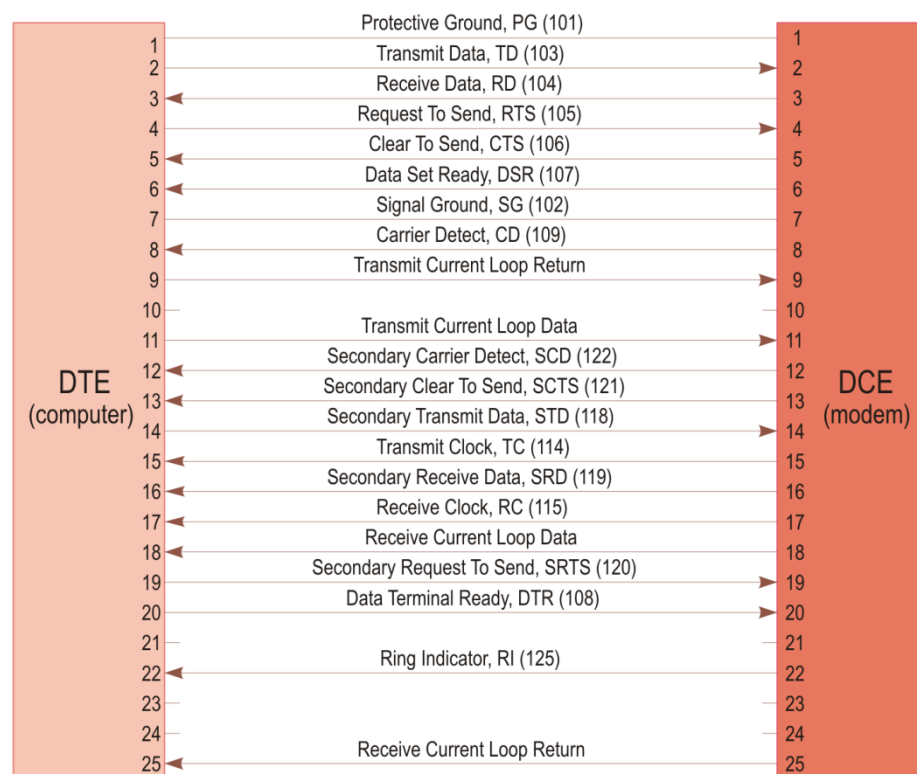 Protective Ground, PG (101)
1 1
Transmit Data, TD (103)
2 2
Receive Data, RD (104)
3 3
Request To Send, RTS (105)
4 4
Clear To Send, CTS (106)
5 5
Data Set Ready, DSR (107)
6 6
Signal Ground, SG (102)
7 7
Carrier Detect, CD (109)
8 8
Transmit Current Loop Return
9 9
10 10
Transmit Current Loop Data
11 11
Secondary Carrier Detect, SCD (122)
12 12
DTE DCE
Secondary Clear To Send, SCTS (121)
13 13
(computer) (modem)
Secondary Transmit Data, STD (118)
14 14
Transmit Clock, TC (114)
15 15
Secondary Receive Data, SRD (119)
16 16
Receive Clock, RC (115)
17 17
Receive Current Loop Data
18 18
Secondary Request To Send, SRTS (120)
19 19
Data Terminal Ready, DTR (108)
20 20
21 21
Ring Indicator, RI (125)
22 22
23 23
24 24
Receive Current Loop Return
25 25